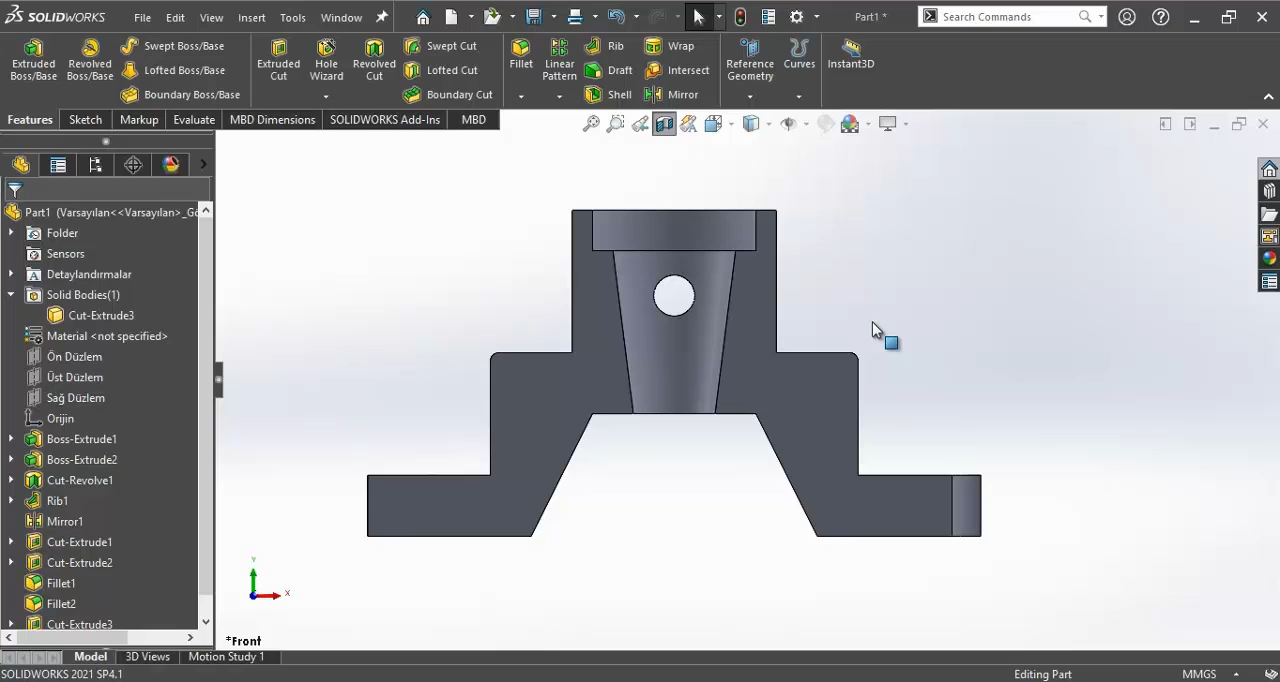 SOLIDWORKS File Edit View Insert Tools Window Part1 * Search Commands
Extruded Boss/Base
Revolved Boss/Base
Swept Boss/Base
Lofted Boss/Base
Boundary Boss/Base
Extruded Cut
Hole Wizard
Revolved Cut
Swept Cut
Lofted Cut
Boundary Cut
Fillet
Linear Pattern
Rib
Draft
Shell
Wrap
Intersect
Mirror
Reference Geometry
Curves
Instant3D
Features Sketch Markup Evaluate MBD Dimensions SOLIDWORKS Add-Ins MBD
Part1 (Varsayılan<<Varsayılan>_Gö
Folder
Sensors
Detaylandırmalar
Solid Bodies(1)
Cut-Extrude3
Material <not specified>
Ön Düzlem
Üst Düzlem
Sağ Düzlem
Orijin
Boss-Extrude1
Boss-Extrude2
Cut-Revolve1
Rib1
Mirror1
Cut-Extrude1
Cut-Extrude2
Fillet1
Fillet2
Cut-Extrude3
Y
X
*Front
Model 3D Views Motion Study 1
SOLIDWORKS 2021 SP4.1 Editing Part MMGS